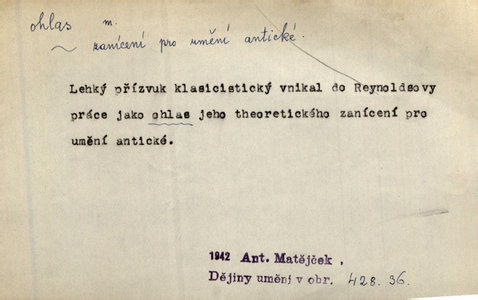 ohlas m.
~ zanícení pro umění antické.
Lehký přízvuk klasicistický vnikal do Reynoldsovy
práce jako ohlas jeho theoretického zanícení pro
umění antické.
1942 Ant. Matějček,
Dějiny umění v obr. 428.36.